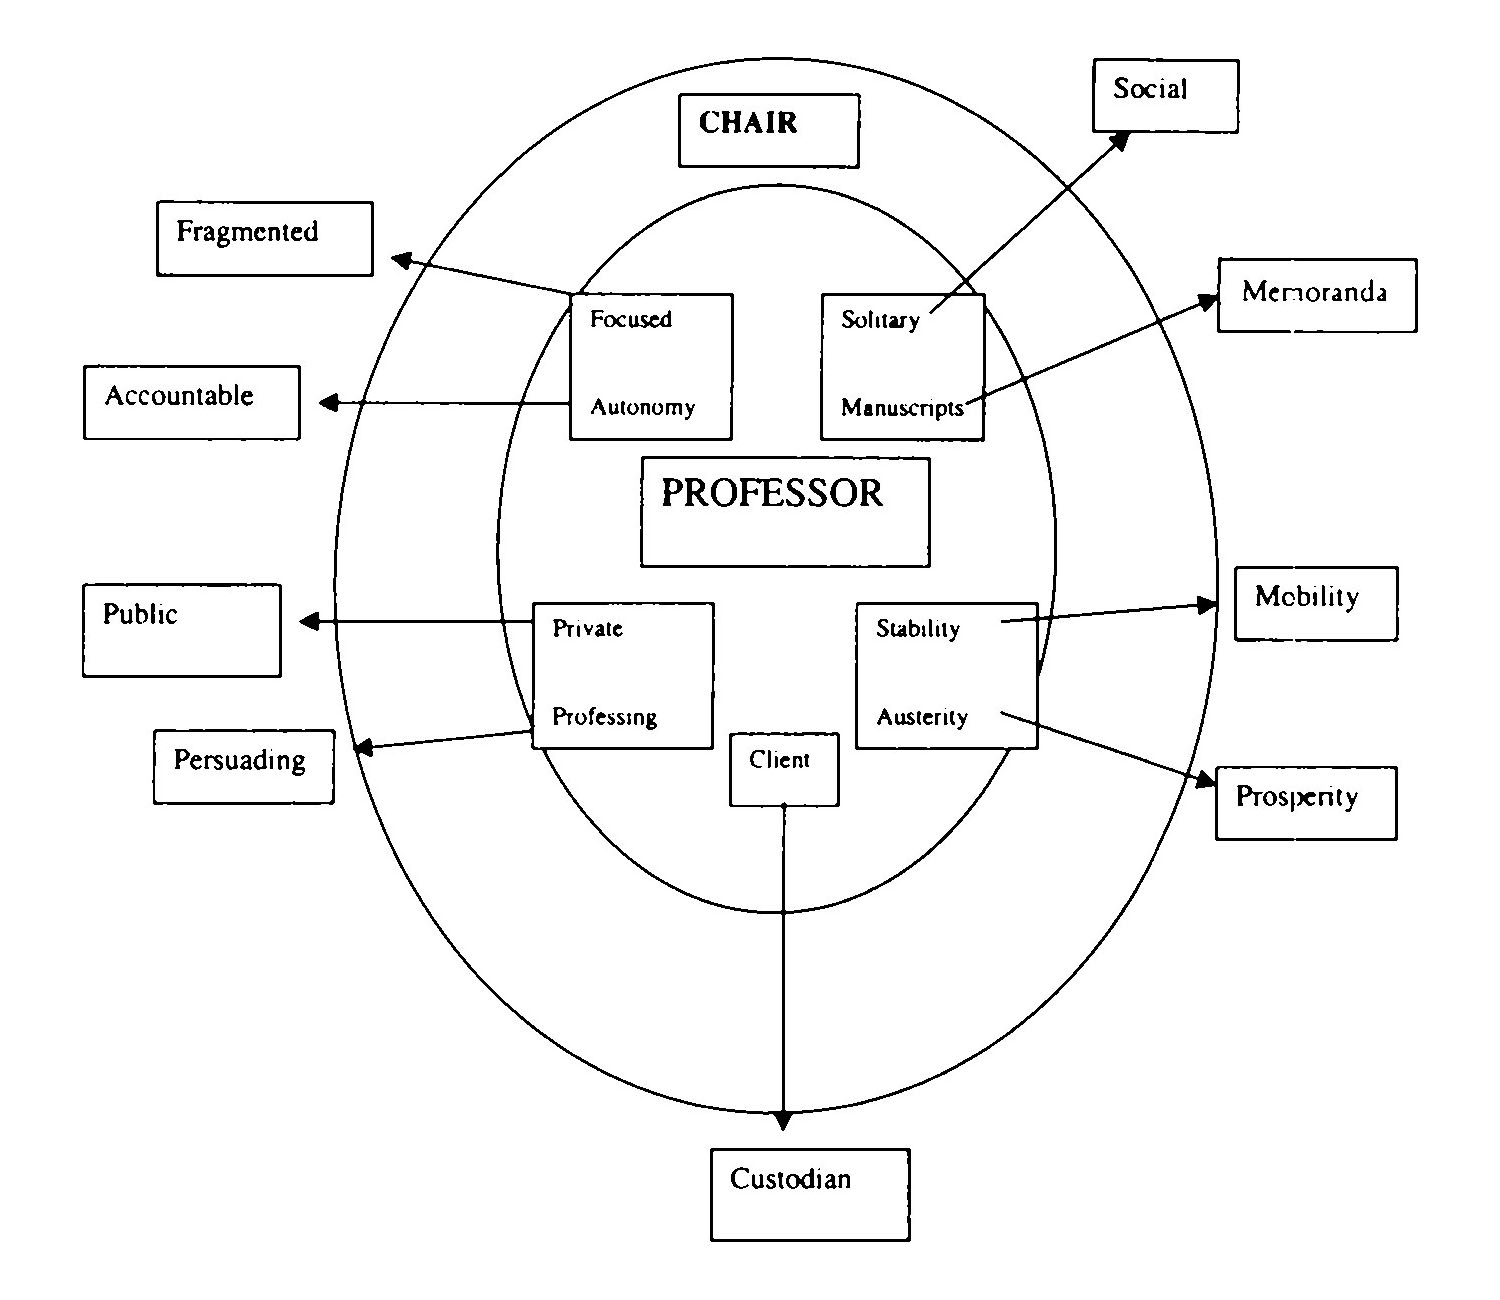 Social
CHAIR
Fragmented
Memoranda
Focused
Solitary
Accountable
Autonomy
Manuscripts
PROFESSOR
Mobility
Public
Private
Stability
Professing
Austerity
Persuading
Client
Prosperity
Custodian